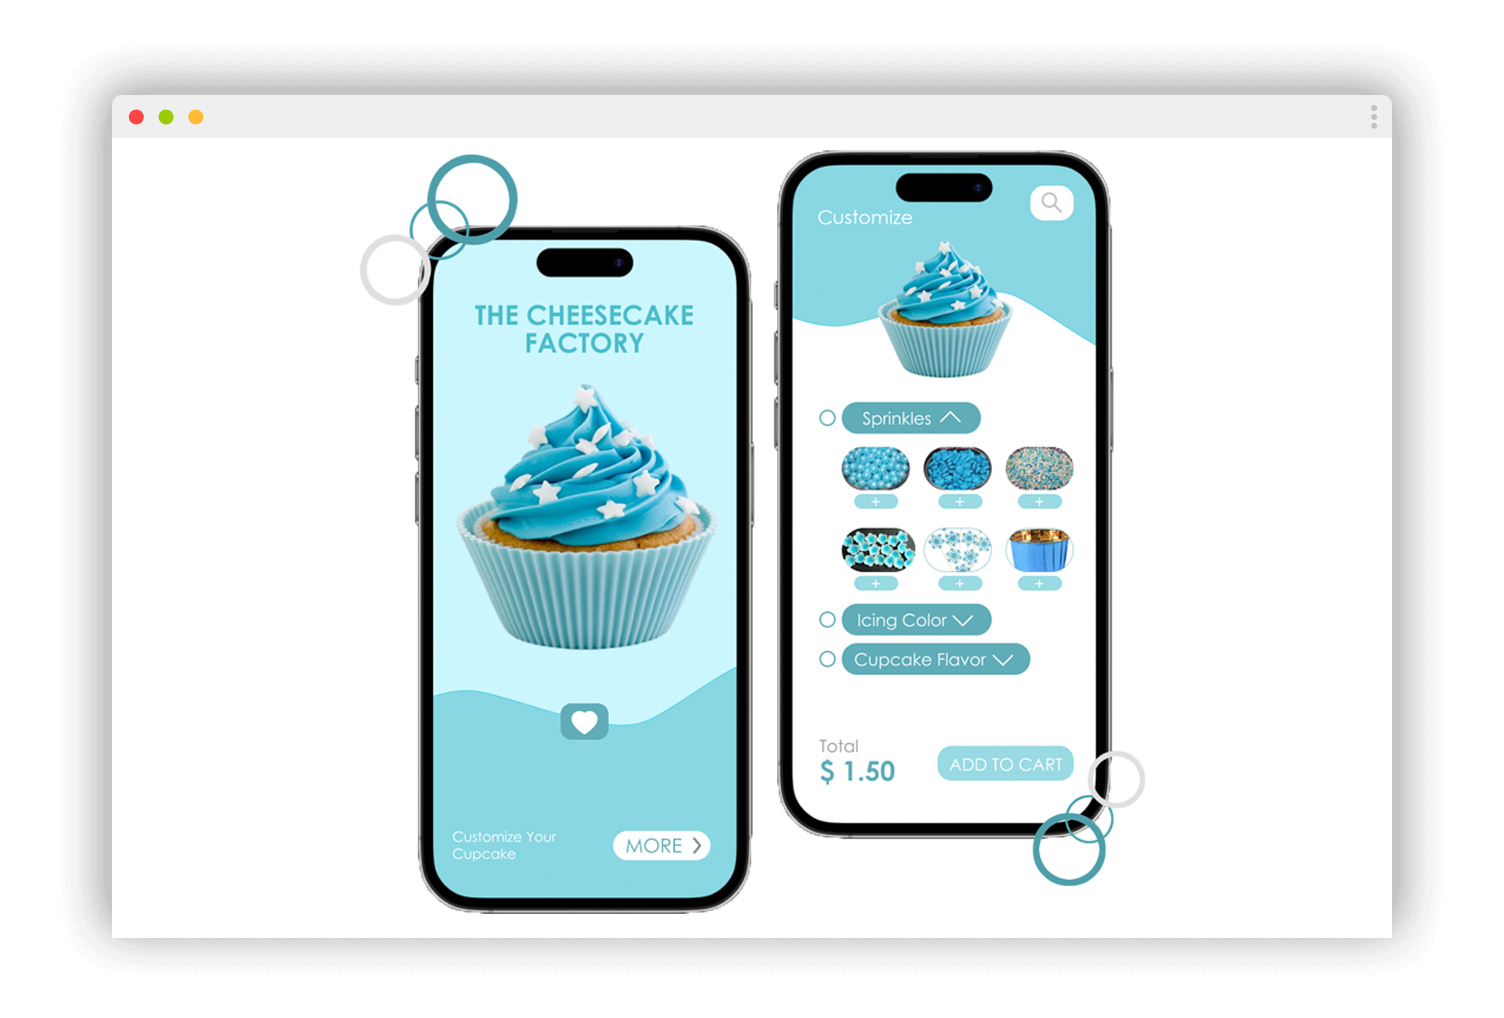 THE CHEESECAKE
FACTORY
Customize Your
Cupcake
MORE
Customize
Sprinkles
+ + +
+ + +
Icing Color
Cupcake Flavor
Total
$ 1.50
ADD TO CART